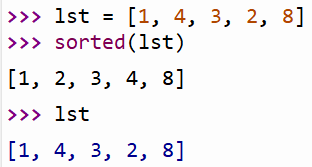 >>> lst = [1, 4, 3, 2, 8]
>>> sorted(lst)
[1, 2, 3, 4, 8]
>>> lst
[1, 4, 3, 2, 8]